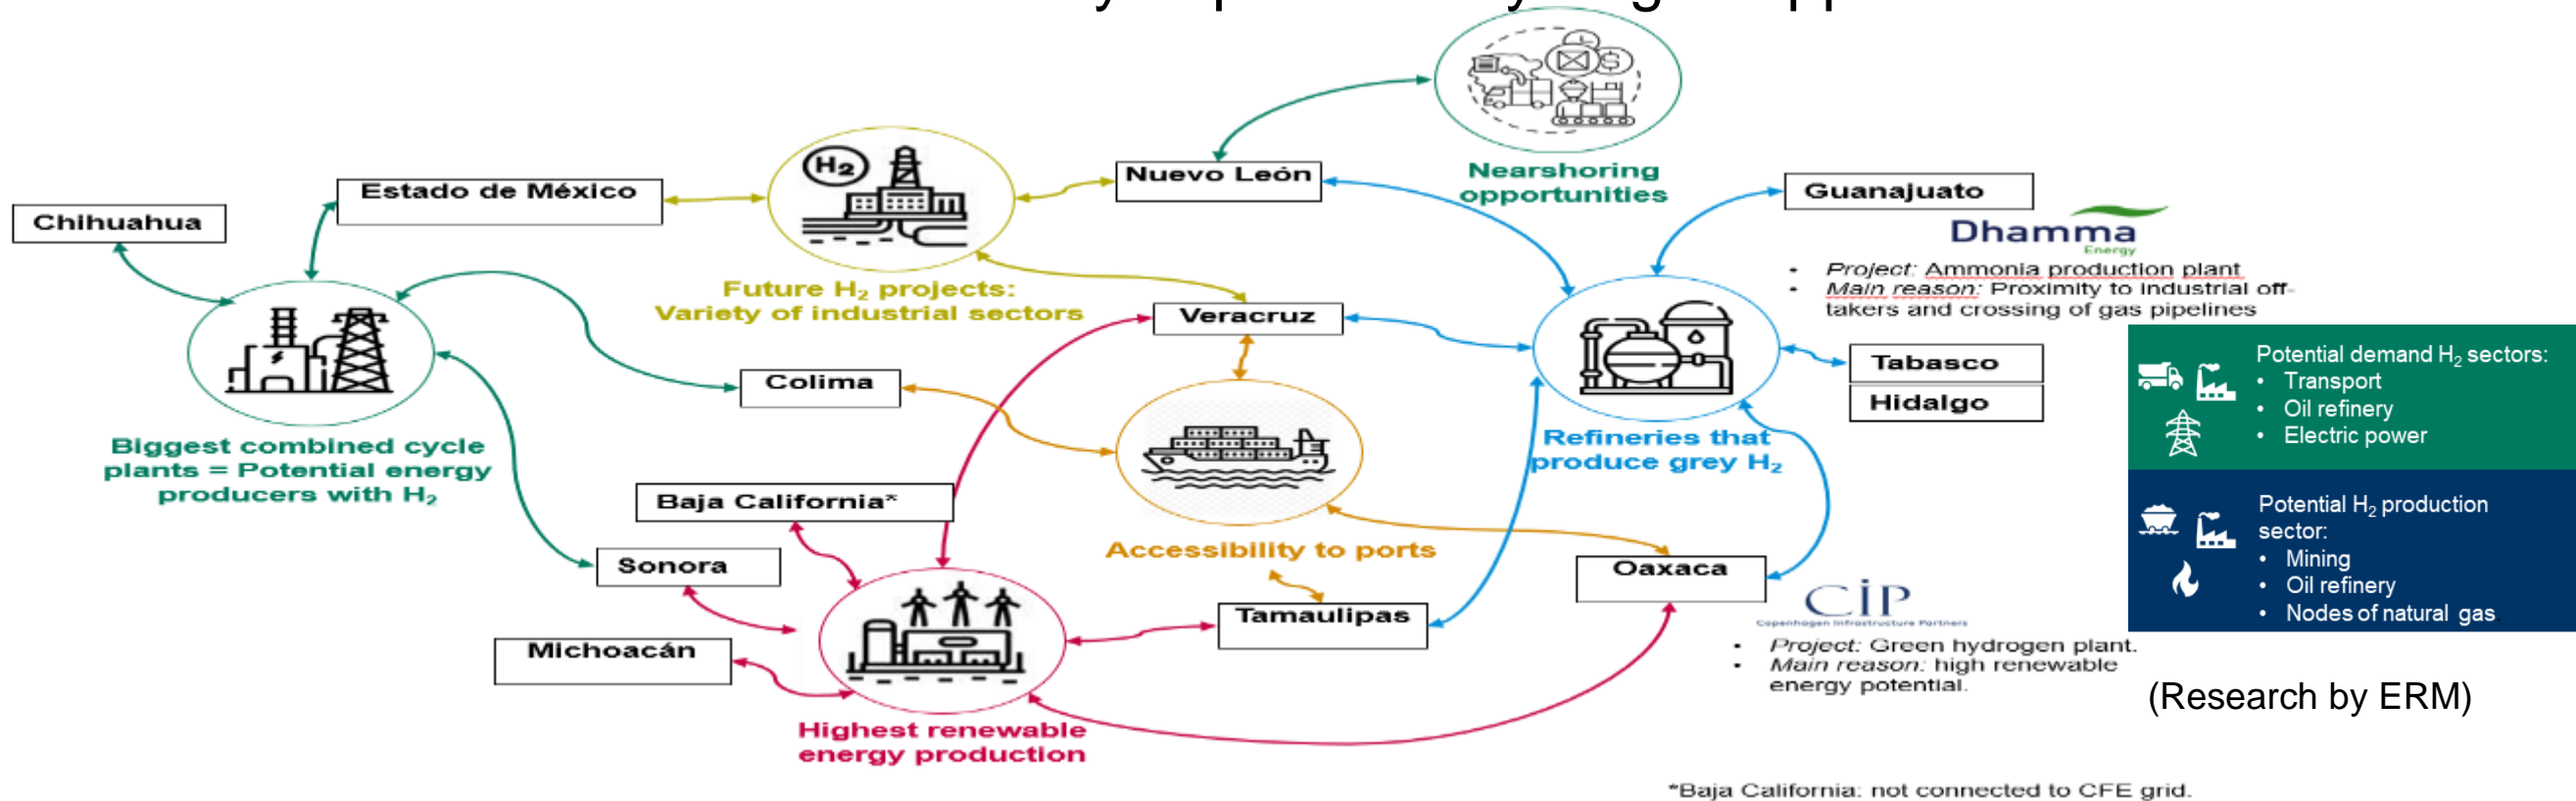 H2
Nearshoring
opportunities
Chihuahua
Estado de México
Nuevo León
Guanajuato
Dhamma
Energy
• Project: Ammonia production plant
• Main reason: Proximity to industrial off-
takers and crossing of gas pipelines
Future H₂ projects:
Variety of industrial sectors
Veracruz
Colima
Tabasco
Hidalgo
Biggest combined cycle
plants = Potential energy
producers with H₂
Refineries that
produce grey H₂
Potential demand H₂ sectors:
• Transport
• Oil refinery
• Electric power
Potential H₂ production
sector:
• Mining
• Oil refinery
• Nodes of natural gas.
Baja California*
Accessibility to ports
Sonora
Michoacán
Tamaulipas
Oaxaca
CIP
Copenhagen Infrastructure Partners
• Project: Green hydrogen plant.
• Main reason: high renewable
energy potential.
Highest renewable
energy production
(Research by ERM)
*Baja California: not connected to CFE grid.